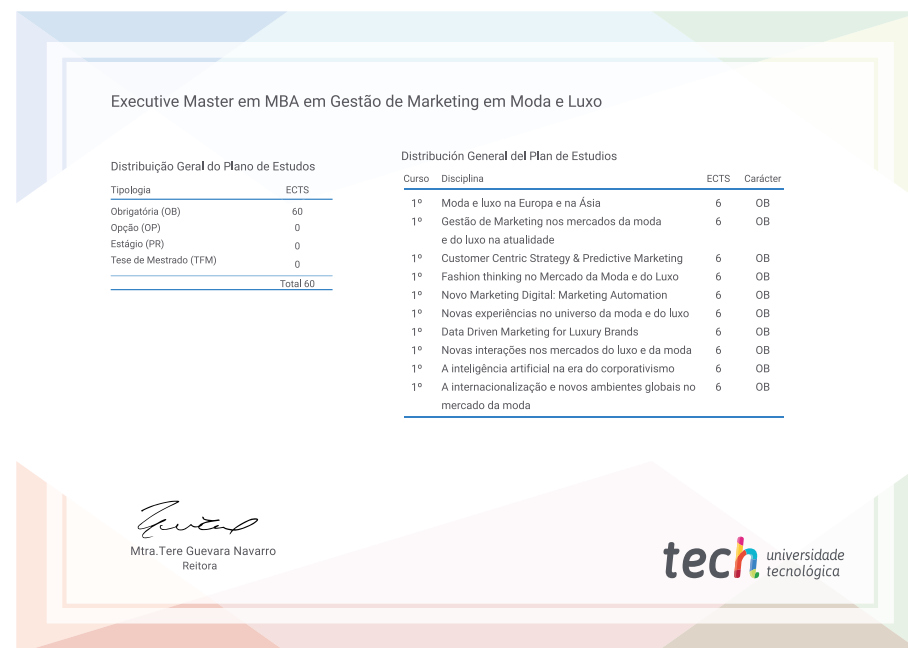 Executive Master em MBA em Gestão de Marketing em Moda e Luxo
Distribuição Geral do Plano de Estudos
Tipologia ECTS
Obrigatória (OB) 60
Opção (OP) 0
Estágio (PR) 0
Tese de Mestrado (TFM) 0
Total 60
Distribución General del Plan de Estudios
Curso Disciplina ECTS Carácter
1º Moda e luxo na Europa e na Ásia 6 OB
1º Gestão de Marketing nos mercados da moda 6 OB
e do luxo na atualidade
1º Customer Centric Strategy & Predictive Marketing 6 OB
1º Fashion thinking no Mercado da Moda e do Luxo 6 OB
1º Novo Marketing Digital: Marketing Automation 6 OB
1º Novas experiências no universo da moda e do luxo 6 OB
1º Data Driven Marketing for Luxury Brands 6 OB
1º Novas interações nos mercados do luxo e da moda 6 OB
1º A inteligência artificial na era do corporativismo 6 OB
1º A internacionalização e novos ambientes globais no 6 OB
mercado da moda
Mtra.Tere Guevara Navarro
Reitora
tech universidade
tecnológica